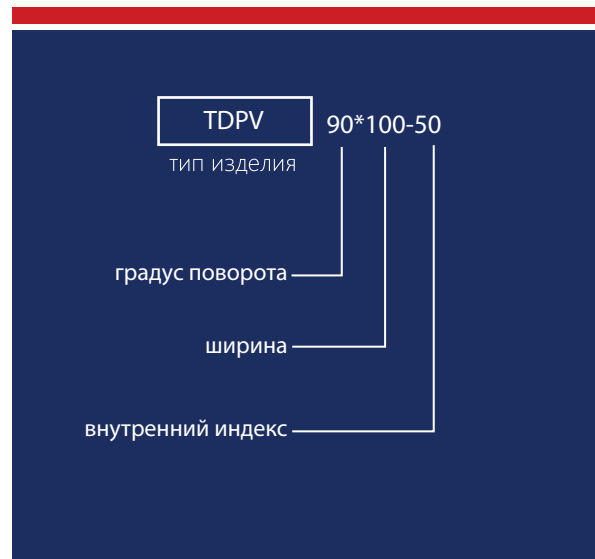 TDPV 90*100-50
тип изделия
градус поворота
ширина
внутренний индекс